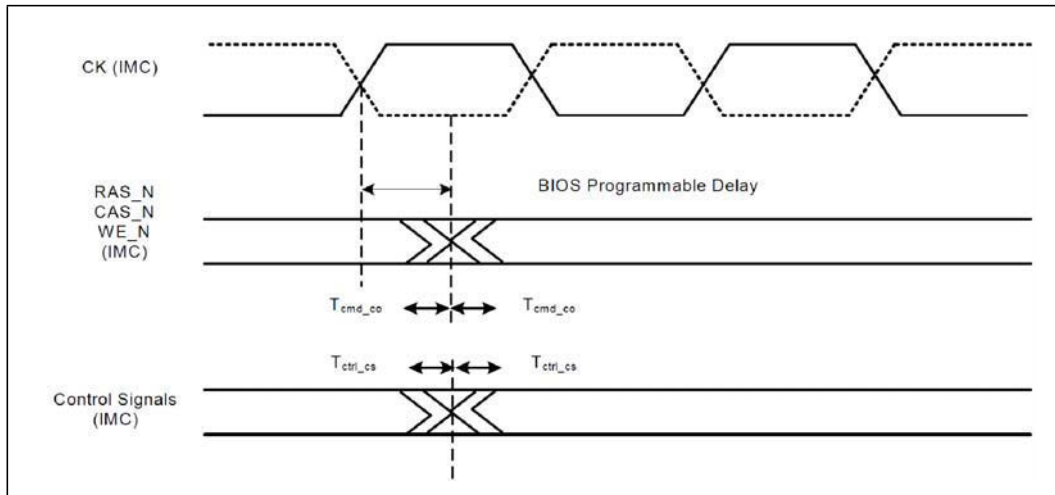 CK (IMC)
BIOS Programmable Delay
RAS_N
CAS_N
WE_N
(IMC)
Tcmd_co
Tcmd_co
Tctrl_cs
Tctrl_cs
Control Signals
(IMC)